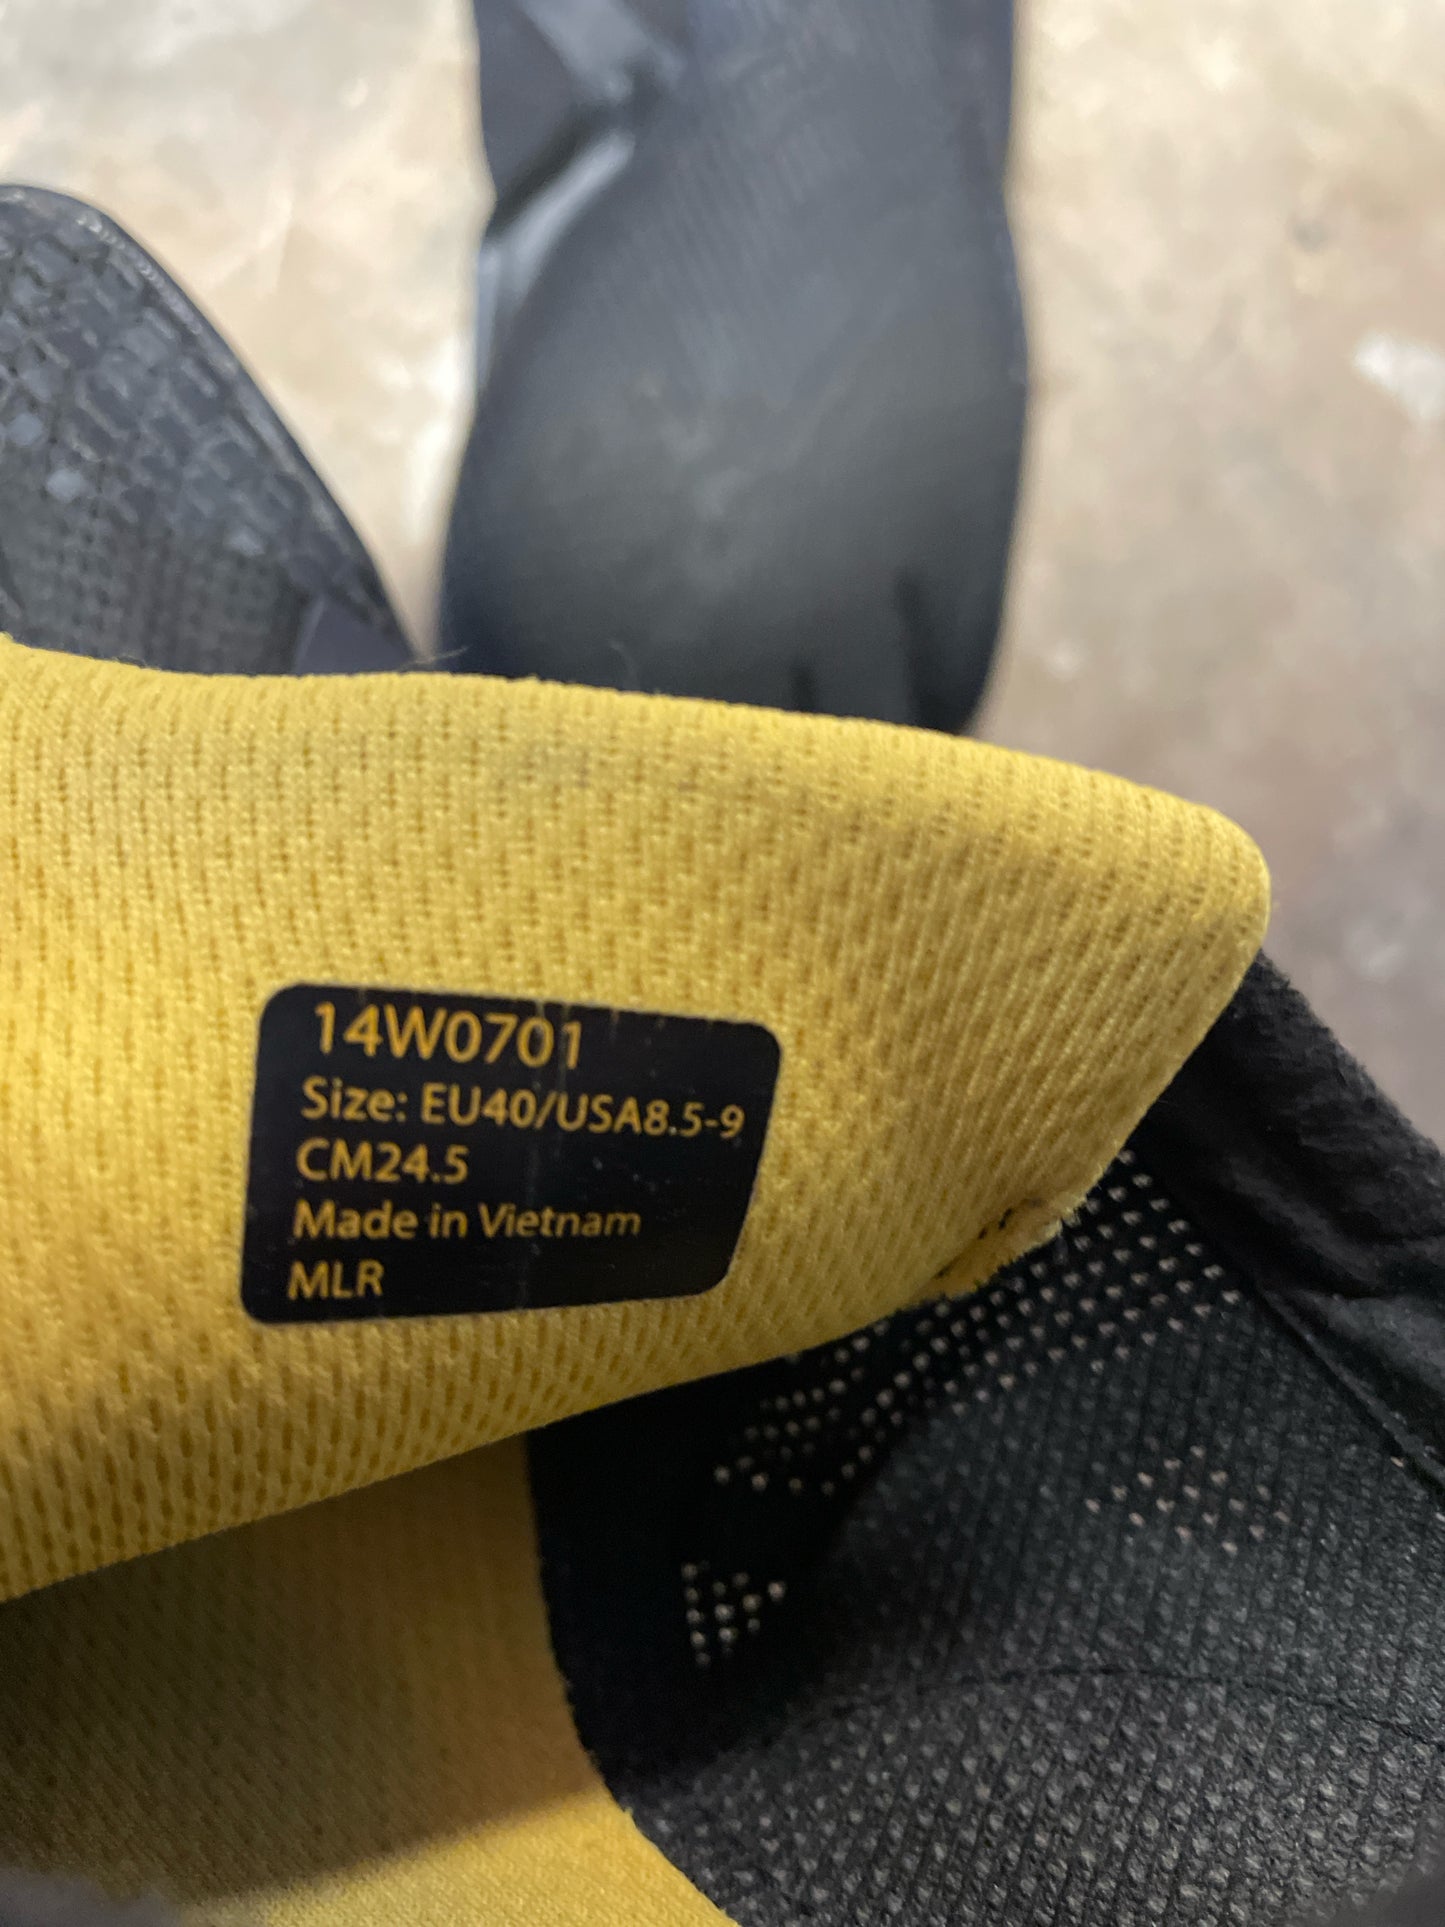 14W0701
Size: EU40/USA8.5-9
CM24.5
Made in Vietnam
MLR